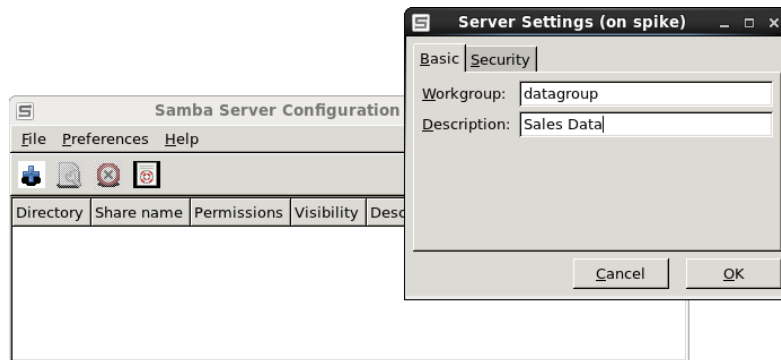 Server Settings (on spike)
Basic Security
Workgroup: datagroup
Description: Sales Data
Cancel OK
Samba Server Configuration
File Preferences Help
Directory Share name Permissions Visibility Desc